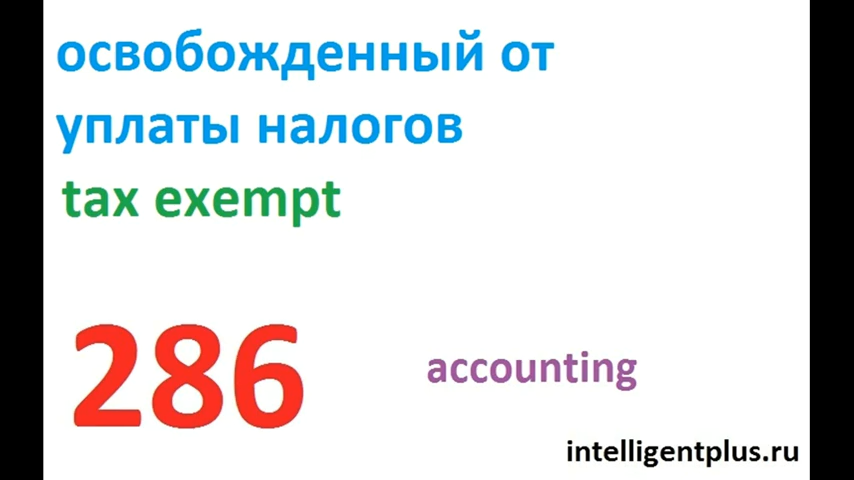 освобожденный от
уплаты налогов
tax exempt
286
accounting
intelligentplus.ru